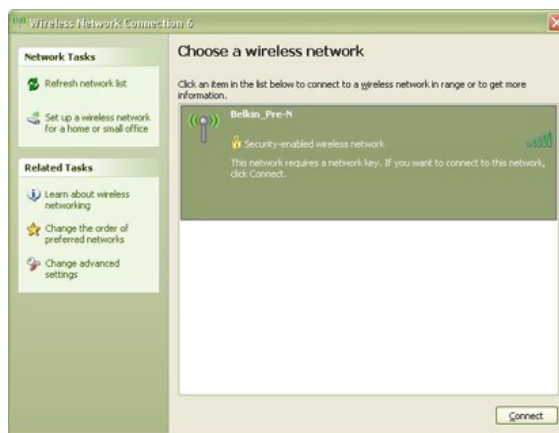 Wireless Network Connection 6
Network Tasks
Refresh network list
Set up a wireless network
for a home or small office
Related Tasks
Learn about wireless
networking
Change the order of
preferred networks
Change advanced
settings
Choose a wireless network
Click an item in the list below to connect to a wireless network in range or to get more
information.
Belkin_Pre-N
Security-enabled wireless network
This network requires a network key. If you want to connect to this network,
click Connect.
Connect